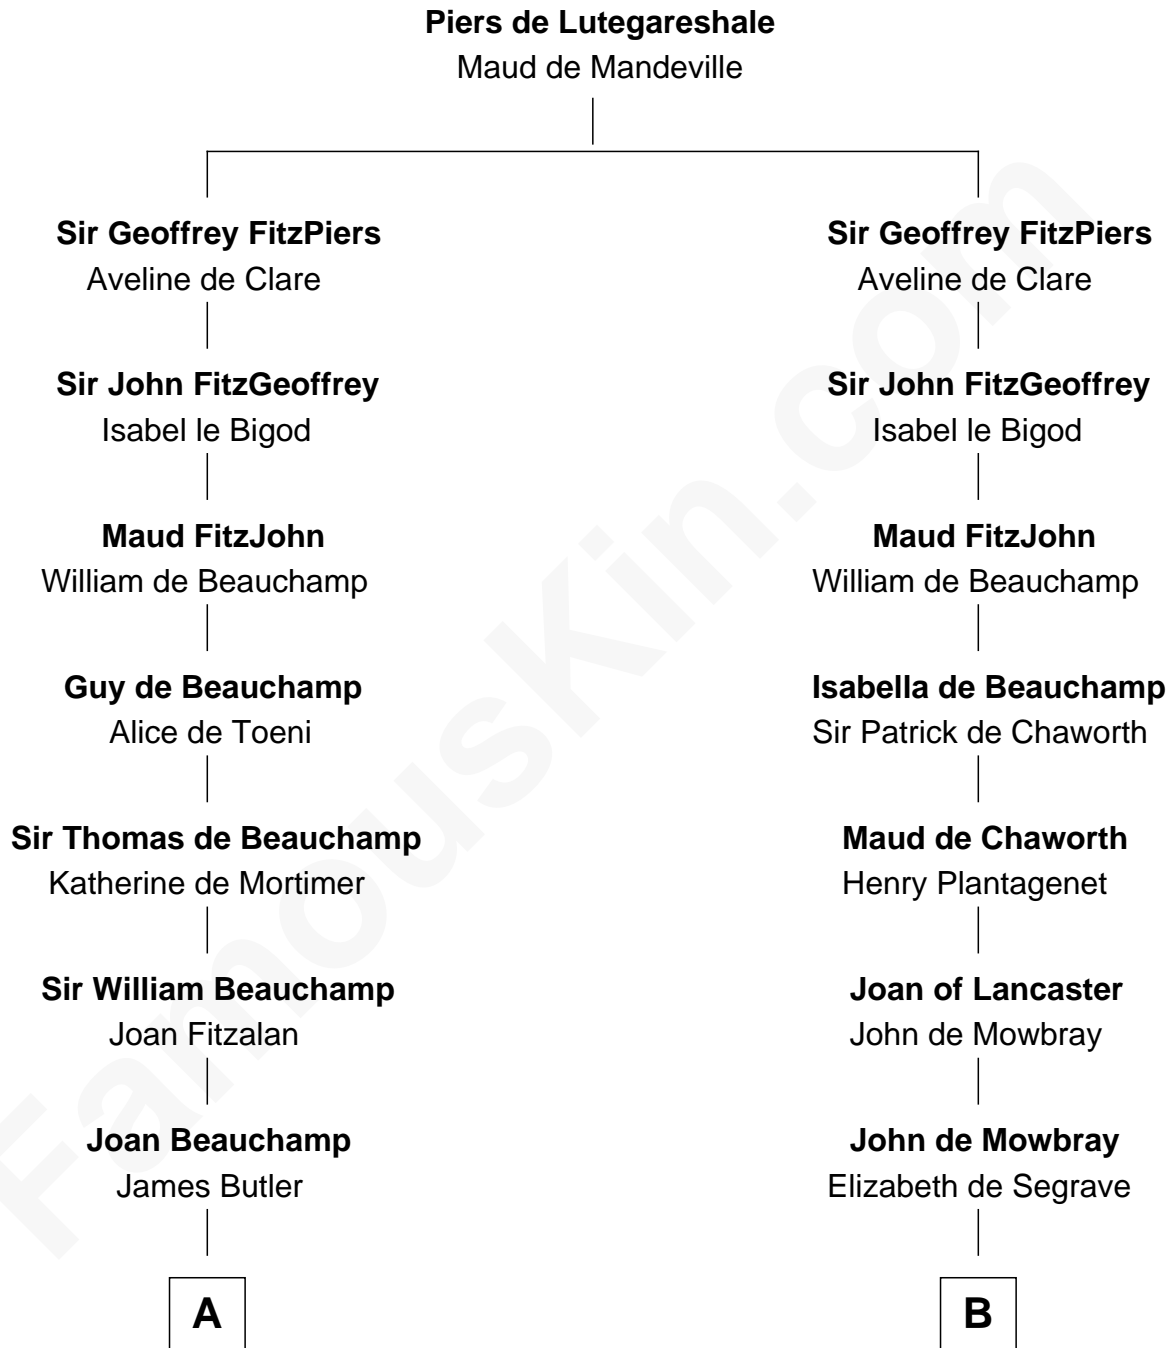 Piers de Lutegareshale
Maud de Mandeville
Sir Geoffrey FitzPiers
Aveline de Clare
Sir John FitzGeoffrey
Isabel le Bigod
Maud FitzJohn
William de Beauchamp
Guy de Beauchamp
Alice de Toeni
Sir Thomas de Beauchamp
Katherine de Mortimer
Sir William Beauchamp
Joan Fitzalan
Joan Beauchamp
James Butler
A
Sir Geoffrey FitzPiers
Aveline de Clare
Sir John FitzGeoffrey
Isabel le Bigod
Maud FitzJohn
William de Beauchamp
Isabella de Beauchamp
Sir Patrick de Chaworth
Maud de Chaworth
Henry Plantagenet
Joan of Lancaster
John de Mowbray
John de Mowbray
Elizabeth de Segrave
B
FamousKin.com